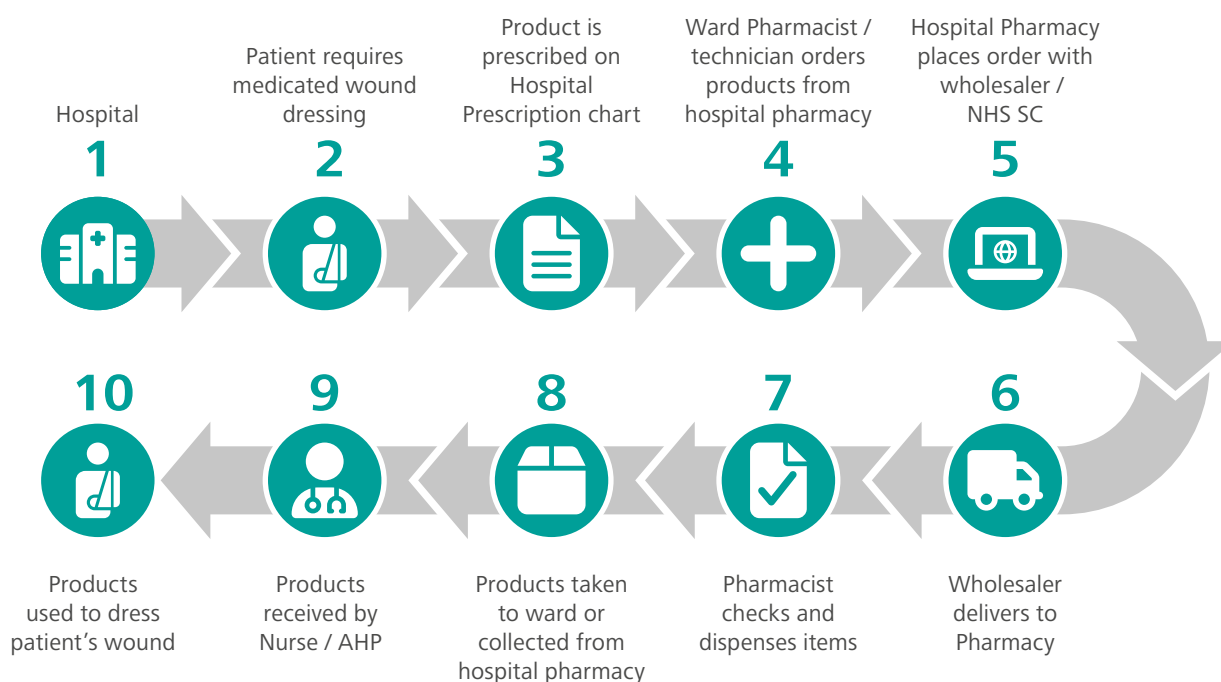 Hospital
1
Patient requires
medicated wound
dressing
2
Product is
prescribed on
Hospital
Prescription chart
3
Ward Pharmacist /
technician orders
products from
hospital pharmacy
4
Hospital Pharmacy
places order with
wholesaler /
NHS SC
5
6
Wholesaler
delivers to
Pharmacy
7
Pharmacist
checks and
dispenses items
8
Products taken
to ward or
collected from
hospital pharmacy
9
Products
received by
Nurse / AHP
10
Products
used to dress
patient’s wound